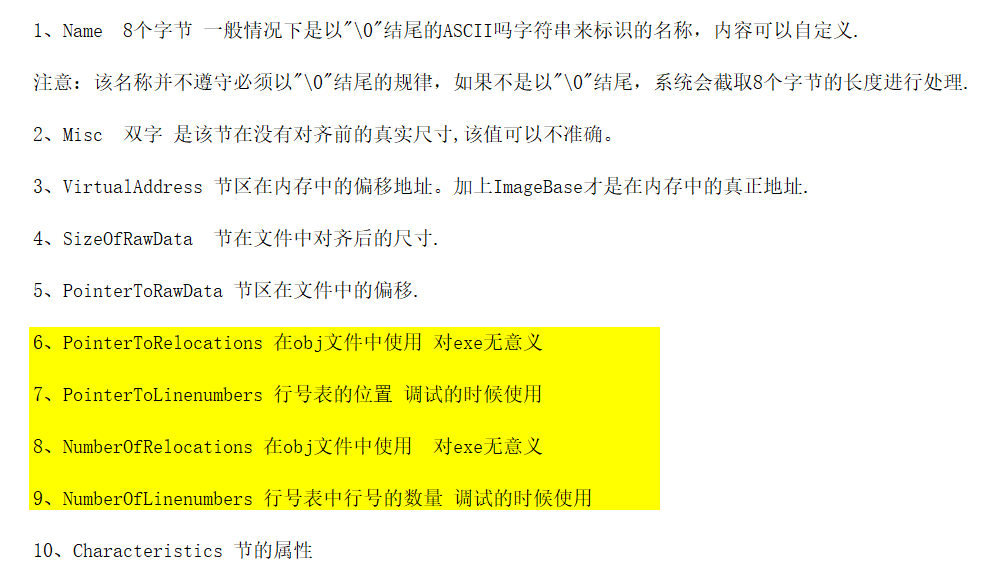 1、Name  8个字节 一般情况下是以"\0"结尾的ASCII吗字符串来标识的名称，内容可以自定义.
注意：该名称并不遵守必须以"\0"结尾的规律，如果不是以"\0"结尾，系统会截取8个字节的长度进行处理.
2、Misc  双字 是该节在没有对齐前的真实尺寸,该值可以不准确。
3、VirtualAddress 节区在内存中的偏移地址。加上ImageBase才是在内存中的真正地址.
4、SizeOfRawData  节在文件中对齐后的尺寸.
5、PointerToRawData 节区在文件中的偏移.
6、PointerToRelocations 在obj文件中使用 对exe无意义
7、PointerToLinenumbers 行号表的位置 调试的时候使用
8、NumberOfRelocations 在obj文件中使用  对exe无意义
9、NumberOfLinenumbers 行号表中行号的数量 调试的时候使用
10、Characteristics 节的属性